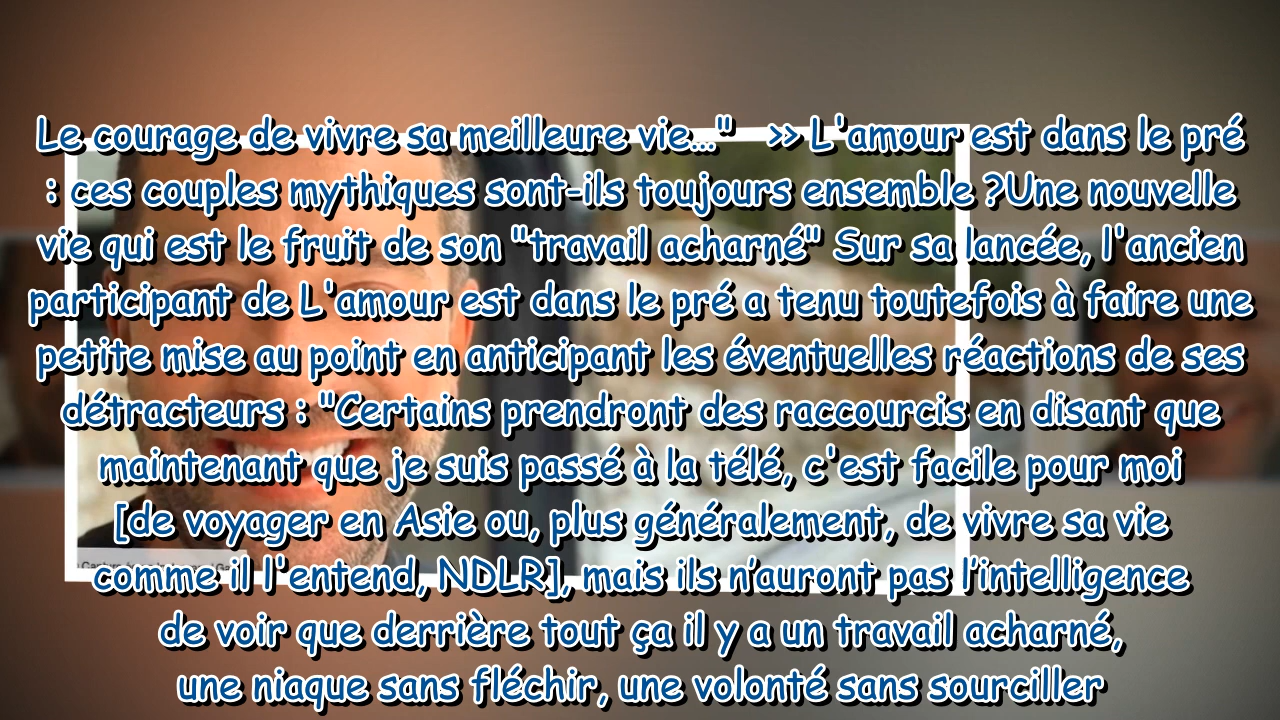 Le courage de vivre sa meilleure vie..." >> L'amour est dans le pré
: ces couples mythiques sont-ils toujours ensemble ?Une nouvelle
vie qui est le fruit de son "travail acharné" Sur sa lancée, l'ancien
participant de L'amour est dans le pré a tenu toutefois à faire une
petite mise au point en anticipant les éventuelles réactions de ses
détracteurs : "Certains prendront des raccourcis en disant que
maintenant que je suis passé à la télé, c'est facile pour moi
[de voyager en Asie ou, plus généralement, de vivre sa vie
comme il l'entend, NDLR], mais ils n’auront pas l’intelligence
de voir que derrière tout ça il y a un travail acharné,
une niaque sans fléchir, une volonté sans sourciller